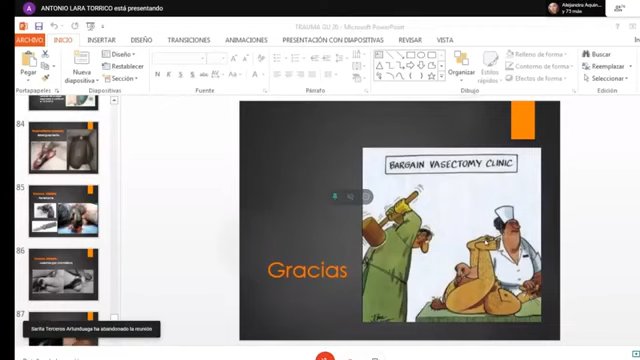 ANTONIO LARA TORRICO está presentando
Alejandra Aquin...
y 73 más
TRAUMA GU 20.- PowerPoint
ARCHIVO INICIO INSERTAR DISEÑO TRANSICIONES ANIMACIONES PRESENTACIÓN CON DIAPOSITIVAS REVISAR VISTA
Pegar
Nueva
diapositiva
Diseño
Restablecer
Sección
N K S
Organizar
Estilos
rápidos
Relleno de forma
Contorno de forma
Efectos de forma
Buscar
Reemplazar
Seleccionar
Portapapeles
Diapositivas
Fuente
Párrafo
Dibujo
Edición
84
85
86
87
BARGAIN VASECTOMY CLINIC
Gracias
Sarita Terceros Arlunduaga ha abandonado la reunión